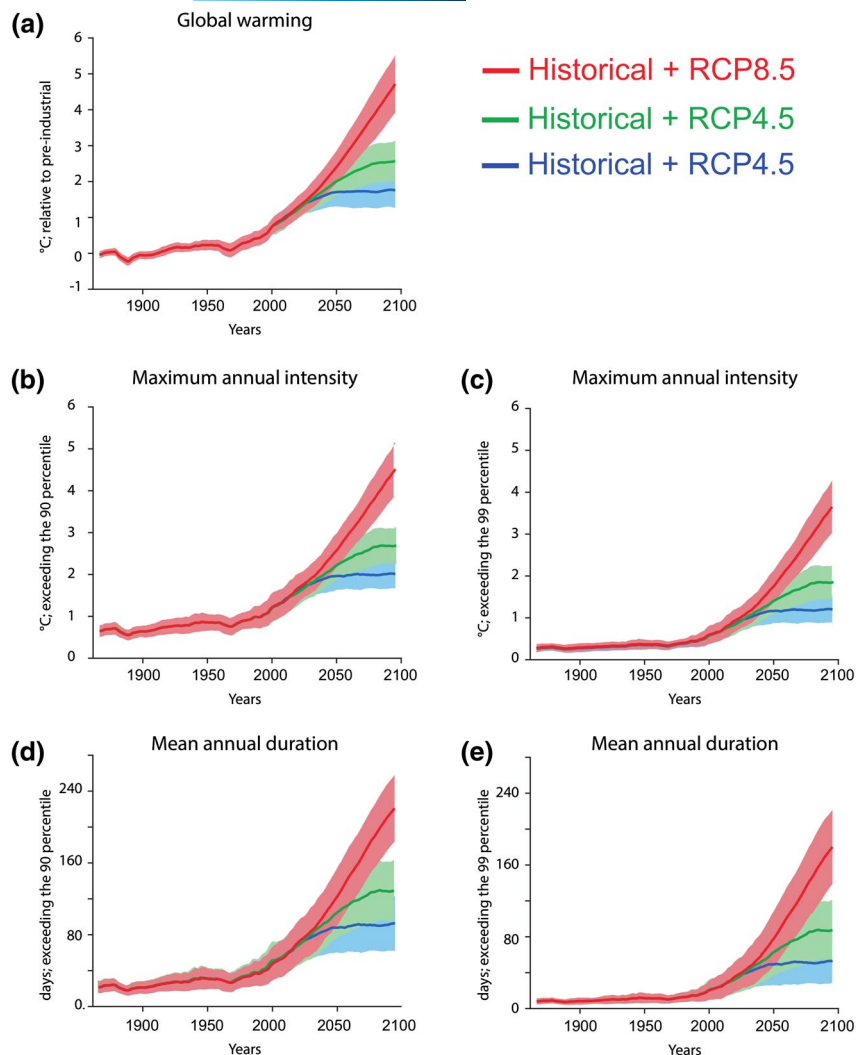 (a)
Global warming
°C; relative to pre-industrial
6
5
4
3
2
1
0
-1
1900 1950 2000 2050 2100
Years
Historical + RCP8.5
Historical + RCP4.5
Historical + RCP4.5
(b)
Maximum annual intensity
°C; exceeding the 90 percentile
6
5
4
3
2
1
0
1900 1950 2000 2050 2100
Years
(c)
Maximum annual intensity
°C; exceeding the 99 percentile
6
5
4
3
2
1
0
1900 1950 2000 2050 2100
Years
(d)
Mean annual duration
days; exceeding the 90 percentile
240
160
80
0.
1900 1950 2000 2050 2100
Years
(e)
Mean annual duration
days; exceeding the 99 percentile
240
160
80
0
1900 1950 2000 2050 2100
Years